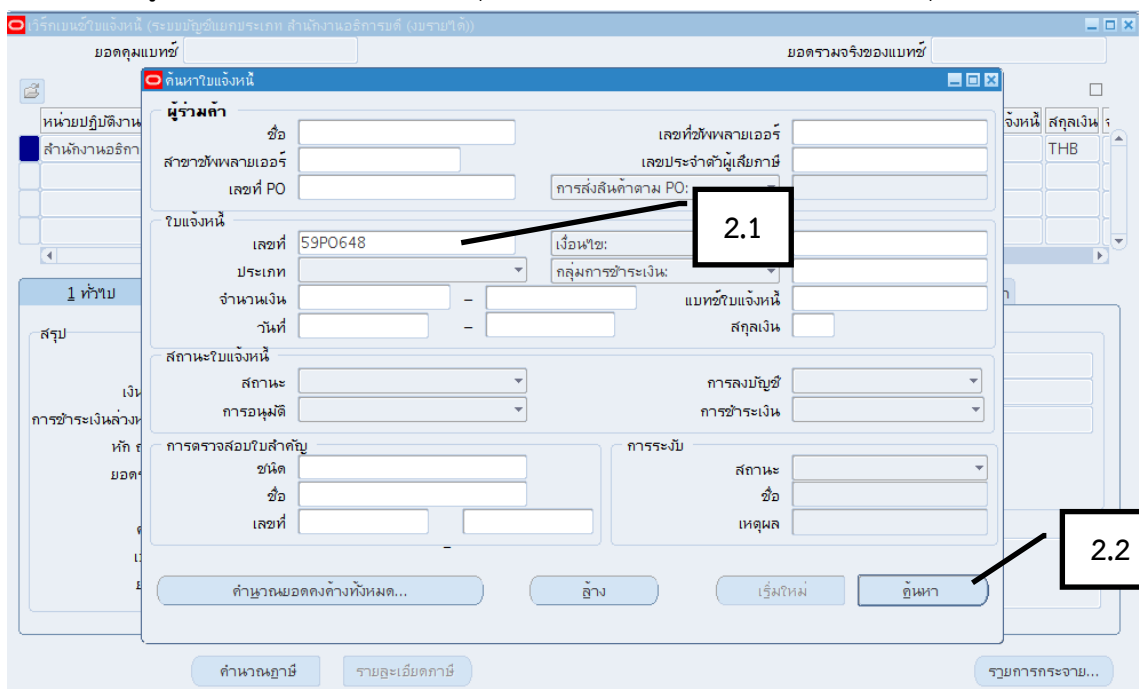 เวิร์กเบนช์ใบแจ้งหนี้ (ระบบบัญชีแยกประเภท สำนักงานอธิการบดี (งบรายได้))
ยอดคุมแบทช์ ยอดรวมจริงของแบทช์
ค้นหาใบแจ้งหนี้
หน่วยปฏิบัติงาน จ้งหนี้ สกุลเงิน
สำนักงานอธิกา THB
ผู้ร่วมค้า
ชื่อ เลขที่ซัพพลายเออร์
สาขาซัพพลายเออร์ เลขประจำตัวผู้เสียภาษี
เลขที่ PO การส่งสินค้าตาม PO:
2.1
ใบแจ้งหนี้
เลขที่ 59PO648 เงื่อนไข:
ประเภท กลุ่มการชำระเงิน:
จำนวนเงิน – แบทช์ใบแจ้งหนี้
วันที่ – สกุลเงิน
1 ทั่วไป
สรุป
สถานะใบแจ้งหนี้
สถานะ การลงบัญชี
การอนุมัติ การชำระเงิน
เงิน
การชำระเงินล่วงห
หัก
ยอด
การตรวจสอบใบสำคัญ การระงับ
ชนิด สถานะ
ชื่อ ชื่อ
เลขที่ – เหตุผล
2.2
คำนวณยอดคงค้างทั้งหมด... ล้าง เริ่มใหม่ ค้นหา
คำนวณภาษี รายละเอียดภาษี รายการกระจาย...